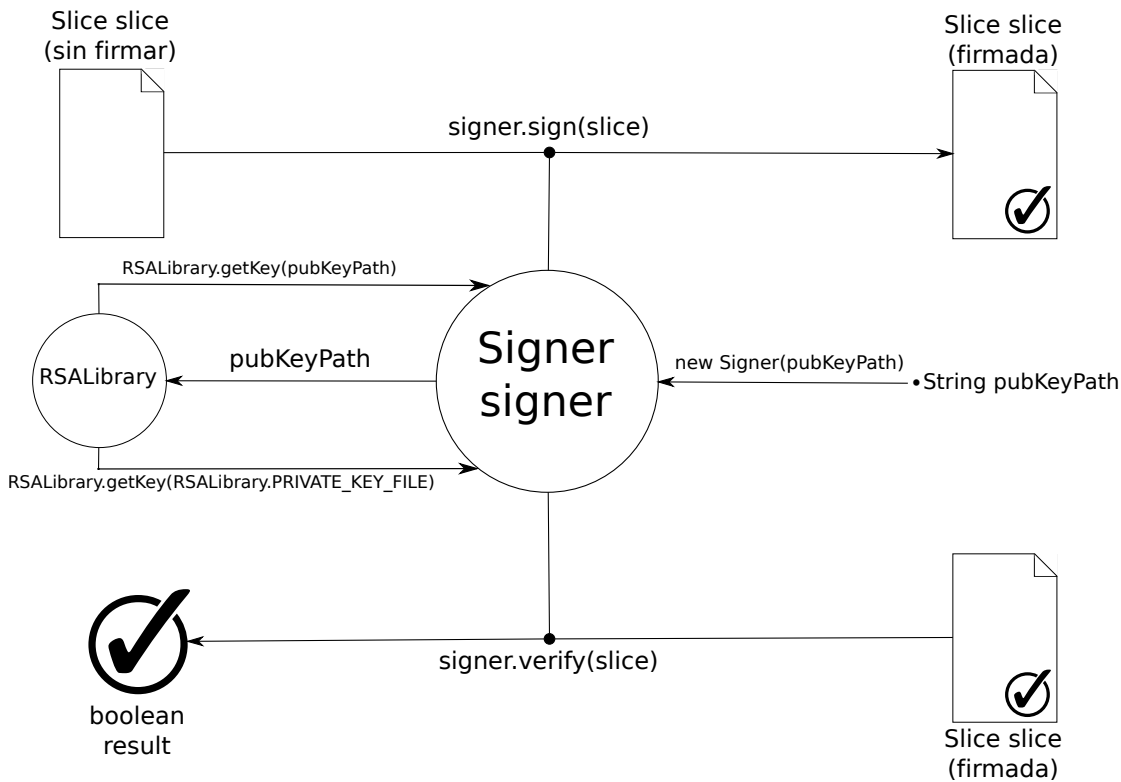 Slice slice
(sin firmar)
Slice slice
(firmada)
signer.sign(slice)
RSALibrary.getKey(pubKeyPath)
RSALibrary
pubKeyPath
Signer
signer
new Signer(pubKeyPath)
String pubKeyPath
RSALibrary.getKey(RSALibrary.PRIVATE_KEY_FILE)
signer.verify(slice)
boolean
result
Slice slice
(firmada)